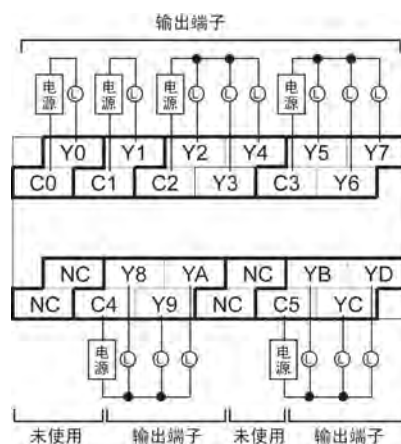 输出端子
电源 L 电源 L 电源 L L L 电源 L L L
Y0 Y1 Y2 Y4 Y5 Y7
C0 C1 C2 Y3 C3 Y6
NC Y8 YA NC YB YD
NC C4 Y9 NC C5 YC
电源 L L L 电源 L L L
未使用 输出端子 未使用 输出端子